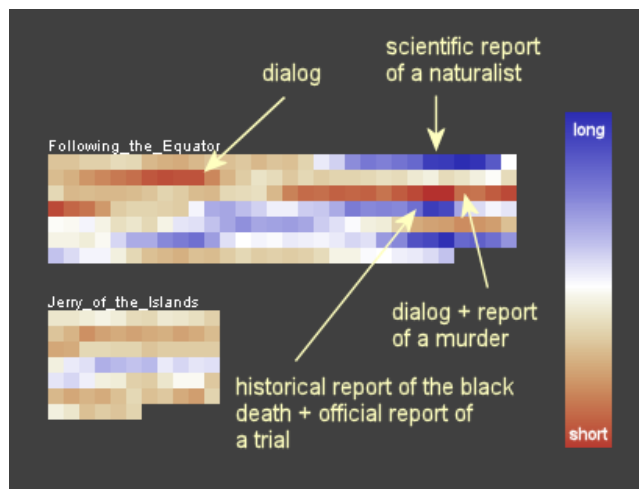 scientific report
of a naturalist
dialog
Following_the_Equator
long
Jerry_of_the_Islands
dialog + report
of a murder
historical report of the black
death + official report of
a trial
short